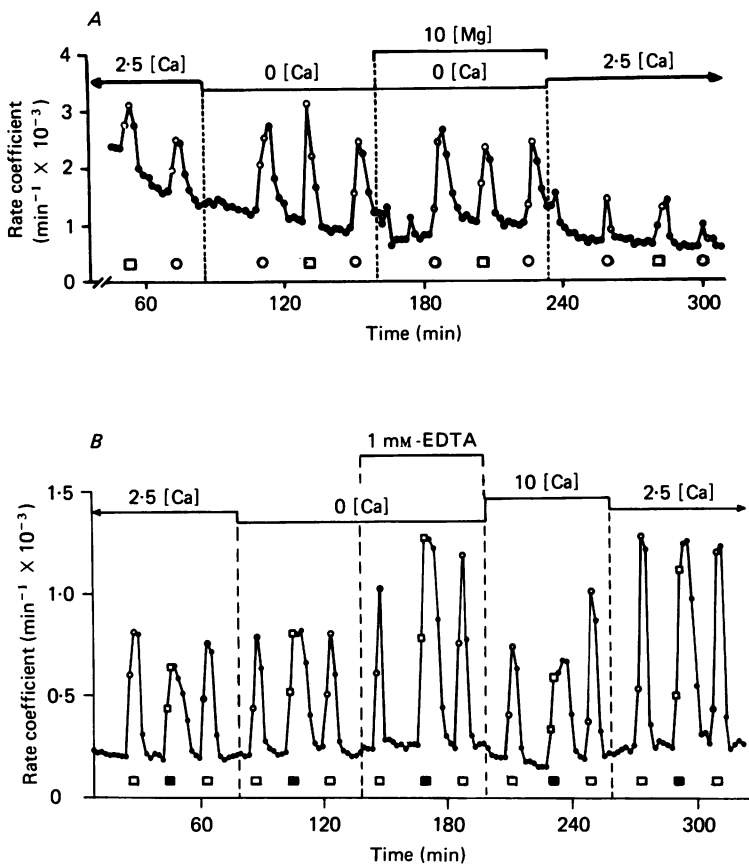 A
10 [Mg]
2·5 [Ca]
0 [Ca]
0 [Ca]
2·5 [Ca]
Rate coefficient
(min⁻¹ × 10⁻³)
4
3
2
1
0
60
120
180
240
300
Time (min)
B
1 mM-EDTA
2·5 [Ca]
0 [Ca]
10 [Ca]
2·5 [Ca]
Rate coefficient (min⁻¹ × 10⁻³)
1·5
1·0
0·5
0
60
120
180
240
300
Time (min)